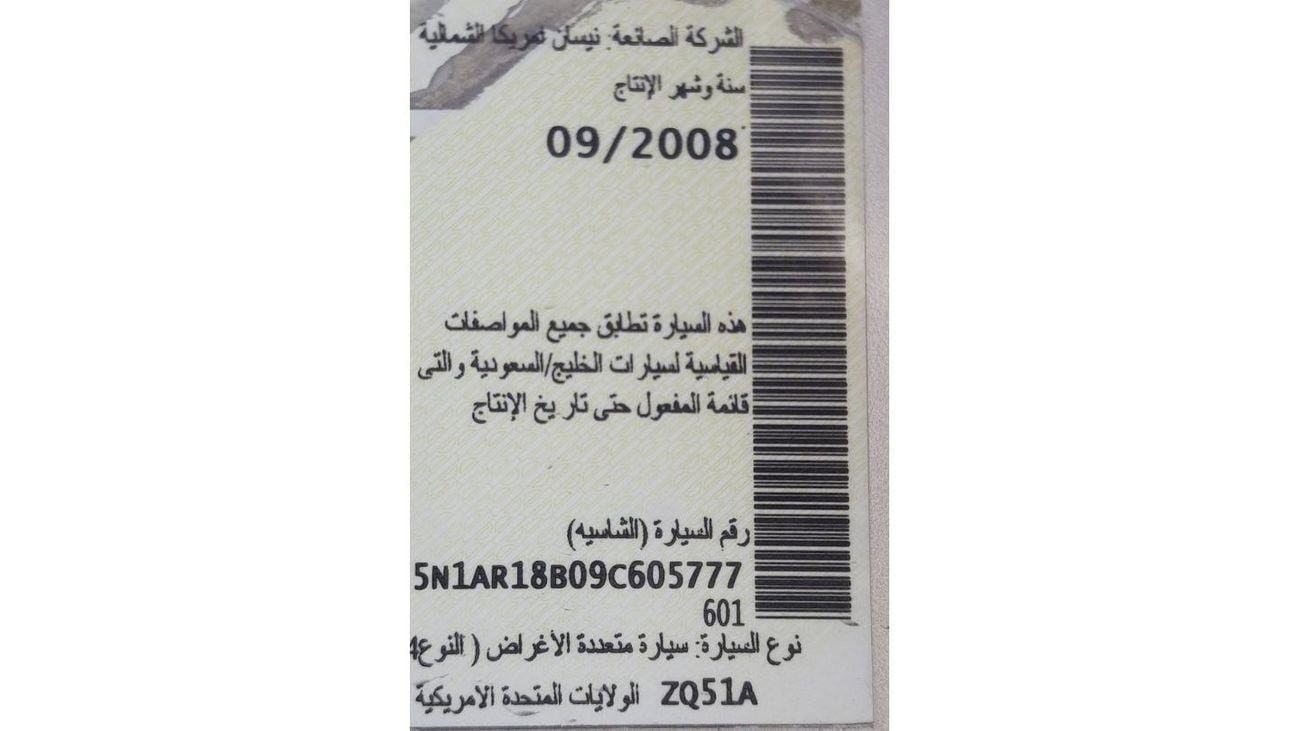 الشركة الصانعة: نيسان امريكا الشمالية
سنة وشهر الإنتاج
09/2008
هذه السيارة تطابق جميع المواصفات
القياسية لسيارات الخليج/السعودية والتى
قائمة المفعول حتى تاريخ الإنتاج
رقم السيارة (الشاسيه)
5N1AR18B09C605777
601
نوع السيارة: سيارة متعددة الأغراض ( النوع4
ZQ51A الولايات المتحدة الامريكية